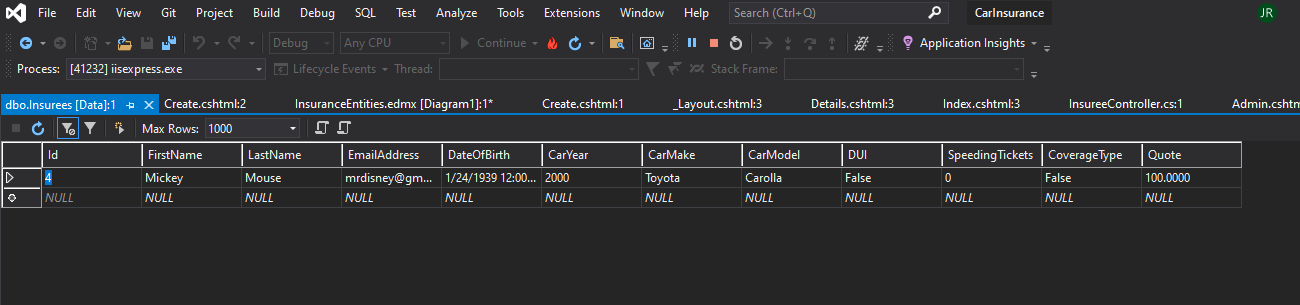 File Edit View Project Build Debug SQL Test Analyze Tools Extensions Window Help Search (Ctrl+Q) CarInsurance JR
Debug Any CPU Continue Application Insights
Process: [41232] iisexpress.exe Lifecycle Events Thread: Stack Frame:
dbo.Insurees [Data]:1 Create.cshtml:2 InsuranceEntities.edmx [Diagram1]:1* Create.cshtml:1 _Layout.cshtml:3 Details.cshtml:3 Index.cshtml:3 InsureeController.cs:1 Admin.cshtm
Max Rows: 1000
Id FirstName LastName EmailAddress DateOfBirth CarYear CarMake CarModel DUI SpeedingTickets CoverageType Quote
4 Mickey Mouse mrdisney@gm... 1/24/1939 12:00... 2000 Toyota Carolla False 0 False 100.0000
NULL NULL NULL NULL NULL NULL NULL NULL NULL NULL NULL NULL